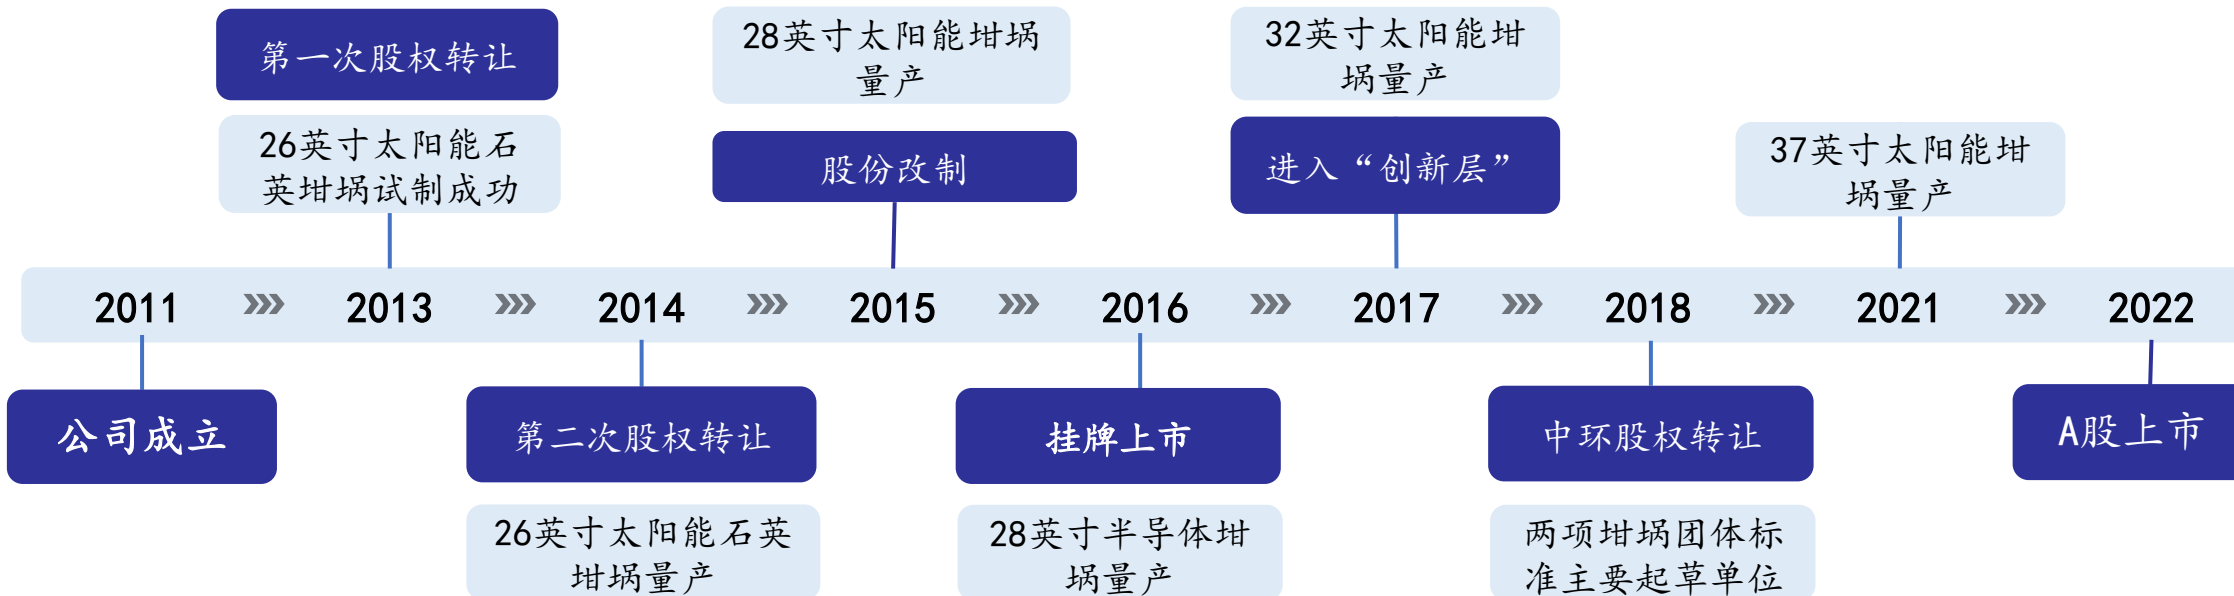 第一次股权转让
26英寸太阳能石
英坩埚试制成功
28英寸太阳能坩埚
量产
股份改制
32英寸太阳能坩
埚量产
进入“创新层”
37英寸太阳能坩
埚量产
2011
2013
2014
2015
2016
2017
2018
2021
2022
公司成立
第二次股权转让
26英寸太阳能石英
坩埚量产
挂牌上市
28英寸半导体坩
埚量产
中环股权转让
两项坩埚团体标
准主要起草单位
A股上市